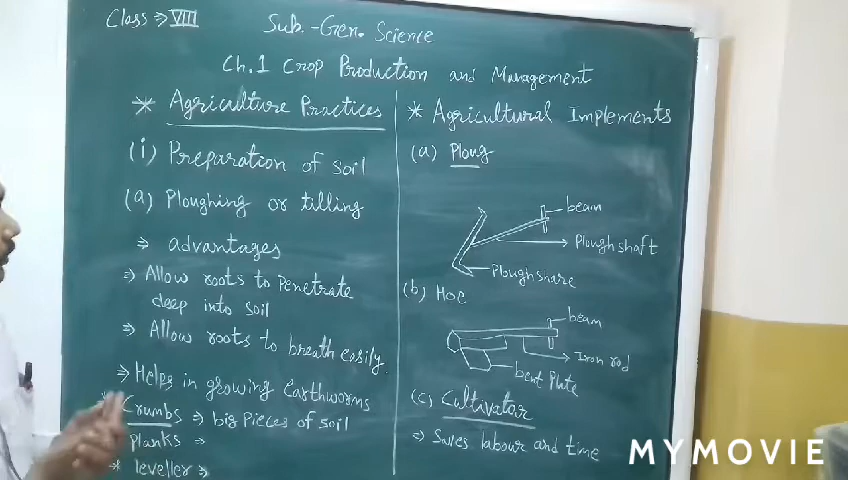 Class ⇒ VIII
Sub.-Gen. Science
Ch.1 Crop Production and Management
* Agriculture Practices
(i) Preparation of soil
(a) Ploughing or tilling
⇒ advantages
⇒ Allow roots to Penetrate
deep into soil
⇒ Allow roots to breath easily
⇒ Helps in growing Earthworms
* Crumbs ⇒ big Pieces of soil
Planks ⇒
* leveller ⇒
* Agricultural Implements
(a) Ploug
beam
Plough shaft
Ploughsnare
(b) Hoe
beam
Iron rod
bent Plate
(c) Cultivator
⇒ Saves labour and time
MYMOVIE